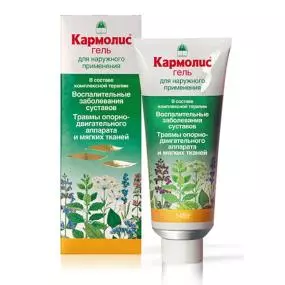 Кармолис®
гель
для наружного
применения
В составе
комплексной терапии
Воспалительные
заболевания
суставов
Травмы опорно-
двигательного
аппарата
и мягких тканей
Кармолис®
гель
для наружного
применения
В составе
комплексной терапии
Воспалительные
заболевания
суставов
Травмы опорно-
двигательного
аппарата
и мягких тканей